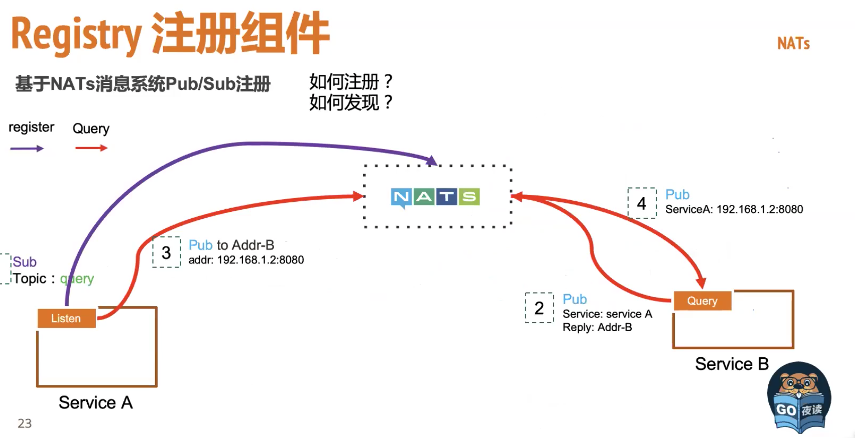 Registry 注册组件
NATs
基于NATs消息系统Pub/Sub注册
如何注册？
如何发现？
register
Query
NATS
4
Pub
ServiceA: 192.168.1.2:8080
3
Pub to Addr-B
addr: 192.168.1.2:8080
Sub
Topic：query
2
Pub
Service: service A
Reply: Addr-B
Listen
Query
Service A
Service B
GO夜读
23